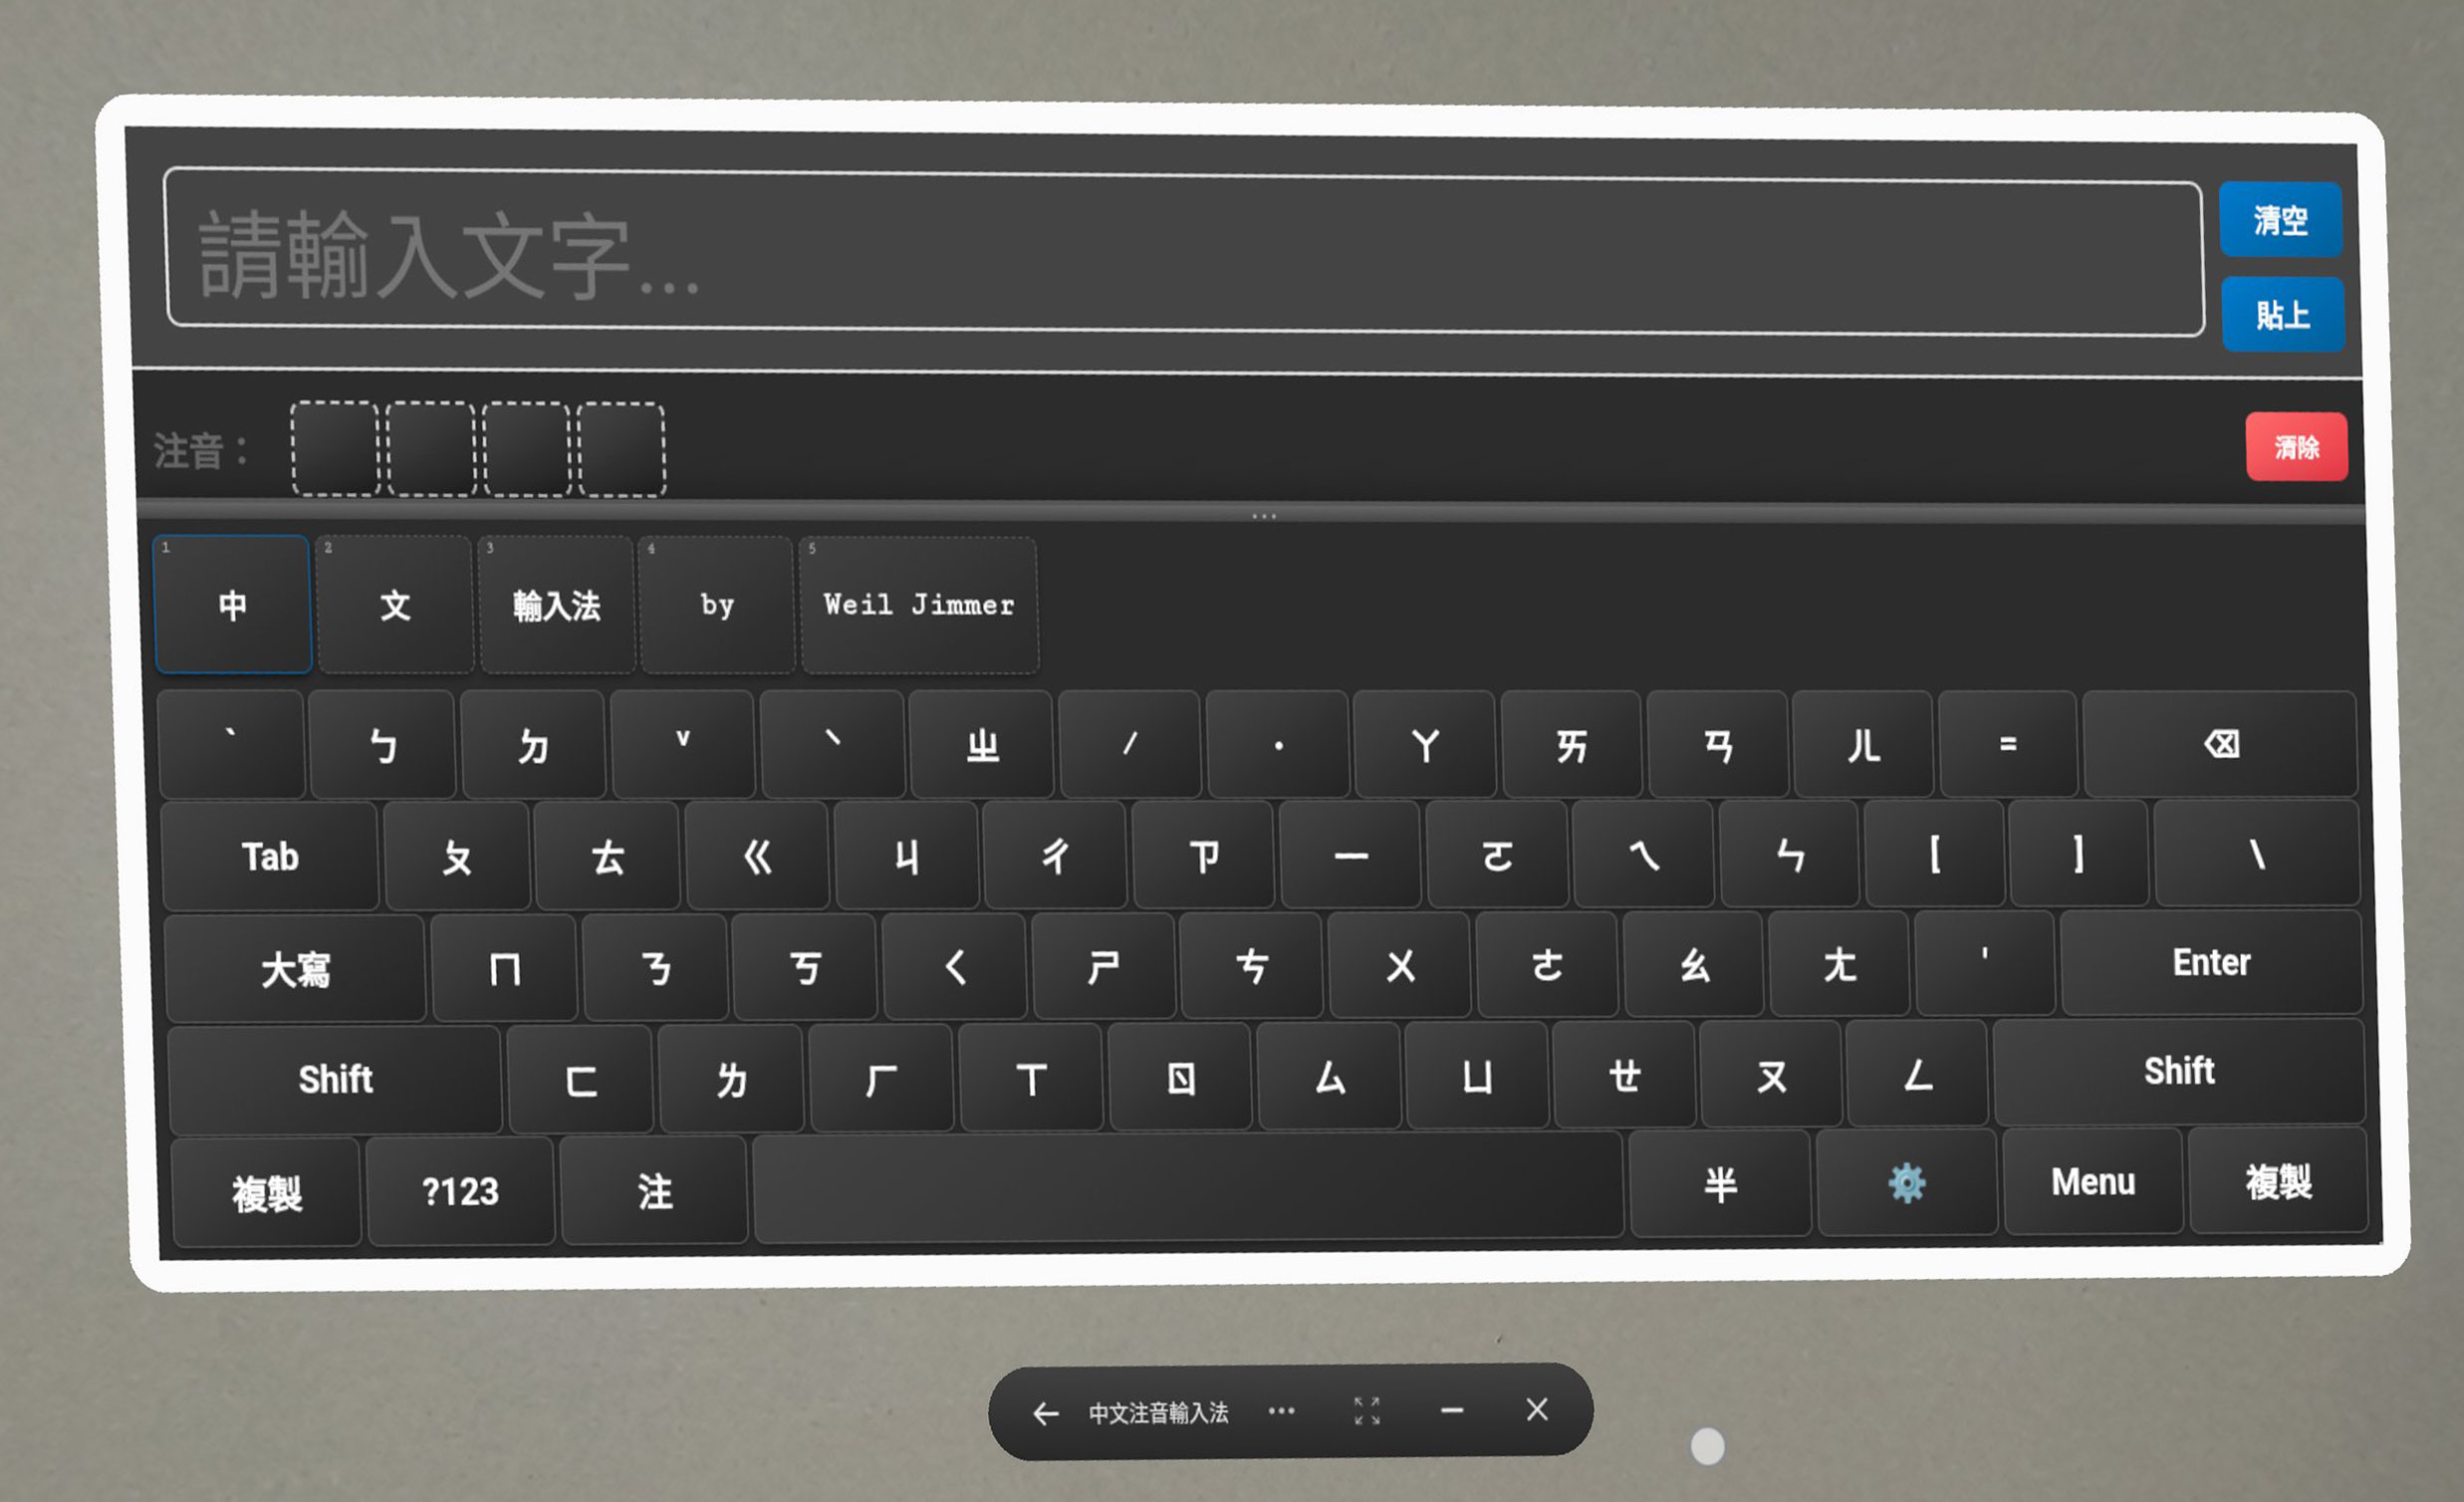 請輸入文字...
清空
貼上
注音：
清除
...
1 2 3 4 5
中 文 輸入法 by Weil Jimmer
ˋ ㄅ ㄉ ˇ ˋ ㄓ ˊ ˙ ㄚ ㄞ ㄢ ㄦ =
Tab ㄆ ㄊ ㄍ ㄐ ㄔ ㄗ ㄧ ㄛ ㄟ ㄣ [ ] \
大寫 ㄇ ㄋ ㄎ ㄑ ㄕ ㄘ ㄨ ㄜ ㄠ ㄤ ' Enter
Shift ㄈ ㄌ ㄏ ㄒ ㄖ ㄙ ㄩ ㄝ ㄡ ㄥ Shift
複製 ?123 注 半 Menu 複製
中文注音輸入法 ...